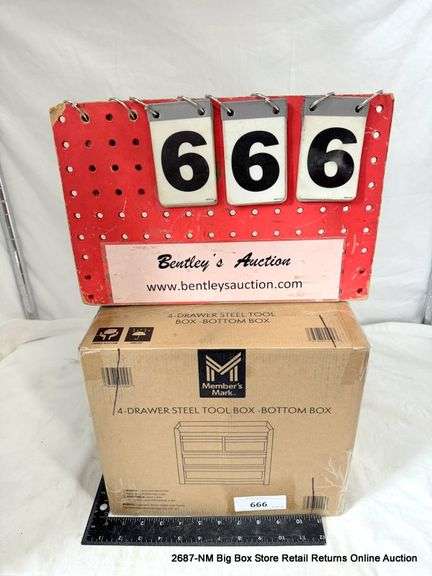 666
Bentley's Auction
www.bentleysauction.com
4-DRAWER STEEL TOOL
BOX -BOTTOM BOX
Member's
Mark
4-DRAWER STEEL TOOL BOX -BOTTOM BOX
666
2687-NM Big Box Store Retail Returns Online Auction